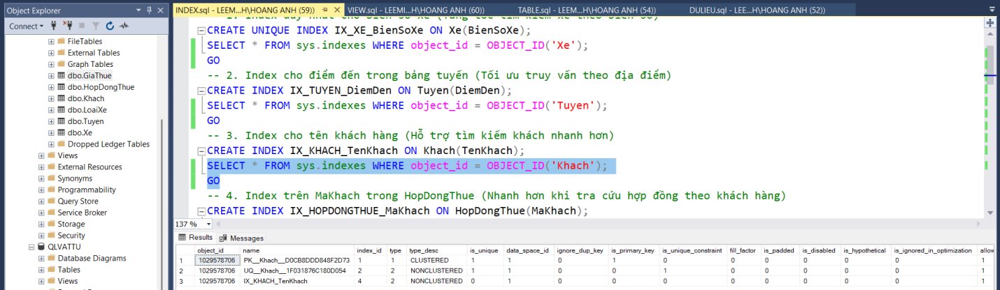 Object Explorer
Connect
FileTables
External Tables
Graph Tables
dbo.GiaThue
dbo.HopDongThue
dbo.Khach
dbo.LoaiXe
dbo.Tuyen
dbo.Xe
Dropped Ledger Tables
Views
External Resources
Synonyms
Programmability
Query Store
Service Broker
Storage
Security
QLVATTU
Database Diagrams
Tables
Views
INDEX.sql - LEEM...H\HOANG ANH (59)) VIEW.sql - LEEMI...H\HOANG ANH (60)) TABLE.sql - LEEM...H\HOANG ANH (54)) DULIEU.sql - LEE...H\HOANG ANH (52))
CREATE UNIQUE INDEX IX_XE_BienSoXe ON Xe(BienSoXe);
SELECT * FROM sys.indexes WHERE object_id = OBJECT_ID('Xe');
GO
-- 2. Index cho điểm đến trong bảng tuyến (Tối ưu truy vấn theo địa điểm)
CREATE INDEX IX_TUYEN_DiemDen ON Tuyen(DiemDen);
SELECT * FROM sys.indexes WHERE object_id = OBJECT_ID('Tuyen');
GO
-- 3. Index cho tên khách hàng (Hỗ trợ tìm kiếm khách nhanh hơn)
CREATE INDEX IX_KHACH_TenKhach ON Khach(TenKhach);
SELECT * FROM sys.indexes WHERE object_id = OBJECT_ID('Khach');
GO
-- 4. Index trên MaKhach trong HopDongThue (Nhanh hơn khi tra cứu hợp đồng theo khách hàng)
CREATE INDEX IX_HOPDONGTHUE_MaKhach ON HopDongThue(MaKhach);
137 %
Results Messages
object_id name index_id type type_desc is_unique data_space_id ignore_dup_key is_primary_key is_unique_constraint fill_factor is_padded is_disabled is_hypothetical is_ignored_in_optimization allow
1 1029578706 PK__Khach__D0CB8DDD848F2D73 1 1 CLUSTERED 1 1 0 1 0 0 0 0 0 0 1
2 1029578706 UQ__Khach__1F031876C180D054 2 2 NONCLUSTERED 1 1 0 0 1 0 0 0 0 0 1
3 1029578706 IX_KHACH_TenKhach 4 2 NONCLUSTERED 0 1 0 0 0 0 0 0 0 0 1